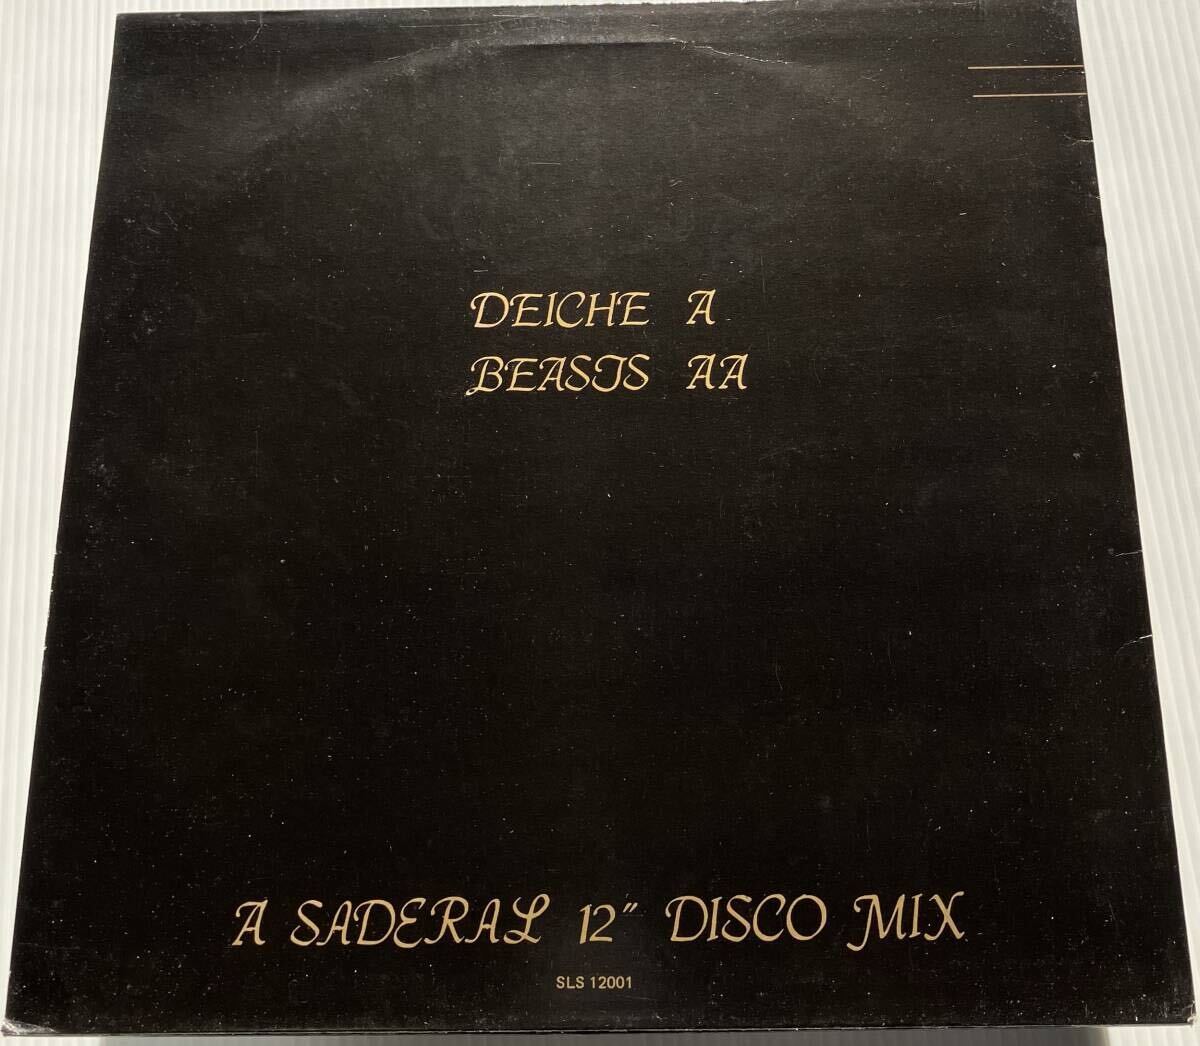 DEICHE A
BEASTS AA
A SADERAL 12" DISCO MIX
SLS 12001